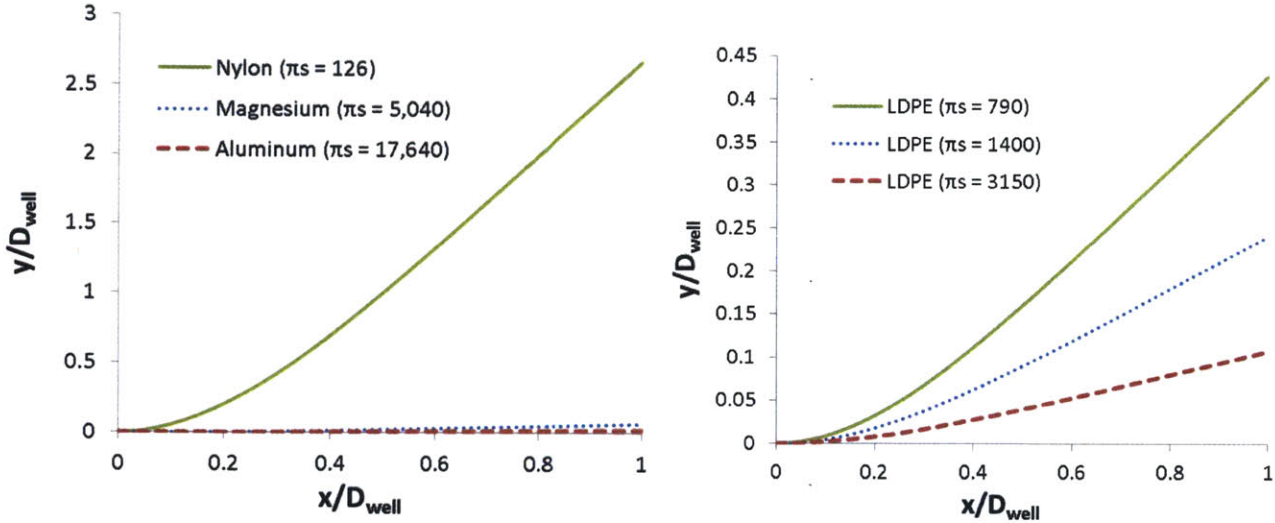 3
2.5
2
1.5
1
0.5
0
y/Dwell
Nylon (πs = 126)
Magnesium (πs = 5,040)
Aluminum (πs = 17,640)
0 0.2 0.4 0.6 0.8 1
x/Dwell
0.45
0.4
0.35
0.3
0.25
0.2
0.15
0.1
0.05
0
y/Dwell
LDPE (πs = 790)
LDPE (πs = 1400)
LDPE (πs = 3150)
0 0.2 0.4 0.6 0.8 1
x/Dwell